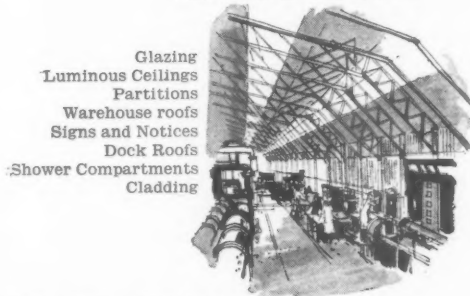 Glazing
Luminous Ceilings
Partitions
Warehouse roofs
Signs and Notices
Dock Roofs
Shower Compartments
Cladding